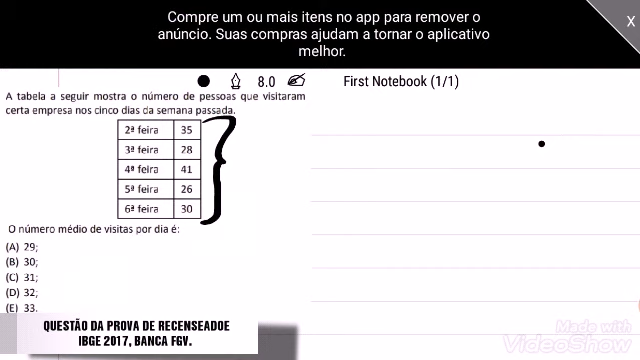 Compre um ou mais itens no app para remover o
anúncio. Suas compras ajudam a tornar o aplicativo
melhor.
X
8.0
First Notebook (1/1)
A tabela a seguir mostra o número de pessoas que visitaram
certa empresa nos cinco dias da semana passada.
2ª feira 35
3ª feira 28
4ª feira 41
5ª feira 26
6ª feira 30
O número médio de visitas por dia é:
(A) 29;
(B) 30;
(C) 31;
(D) 32;
(E) 33.
QUESTÃO DA PROVA DE RECENSEADOE
IBGE 2017, BANCA FGV.
Made with
VideoShow